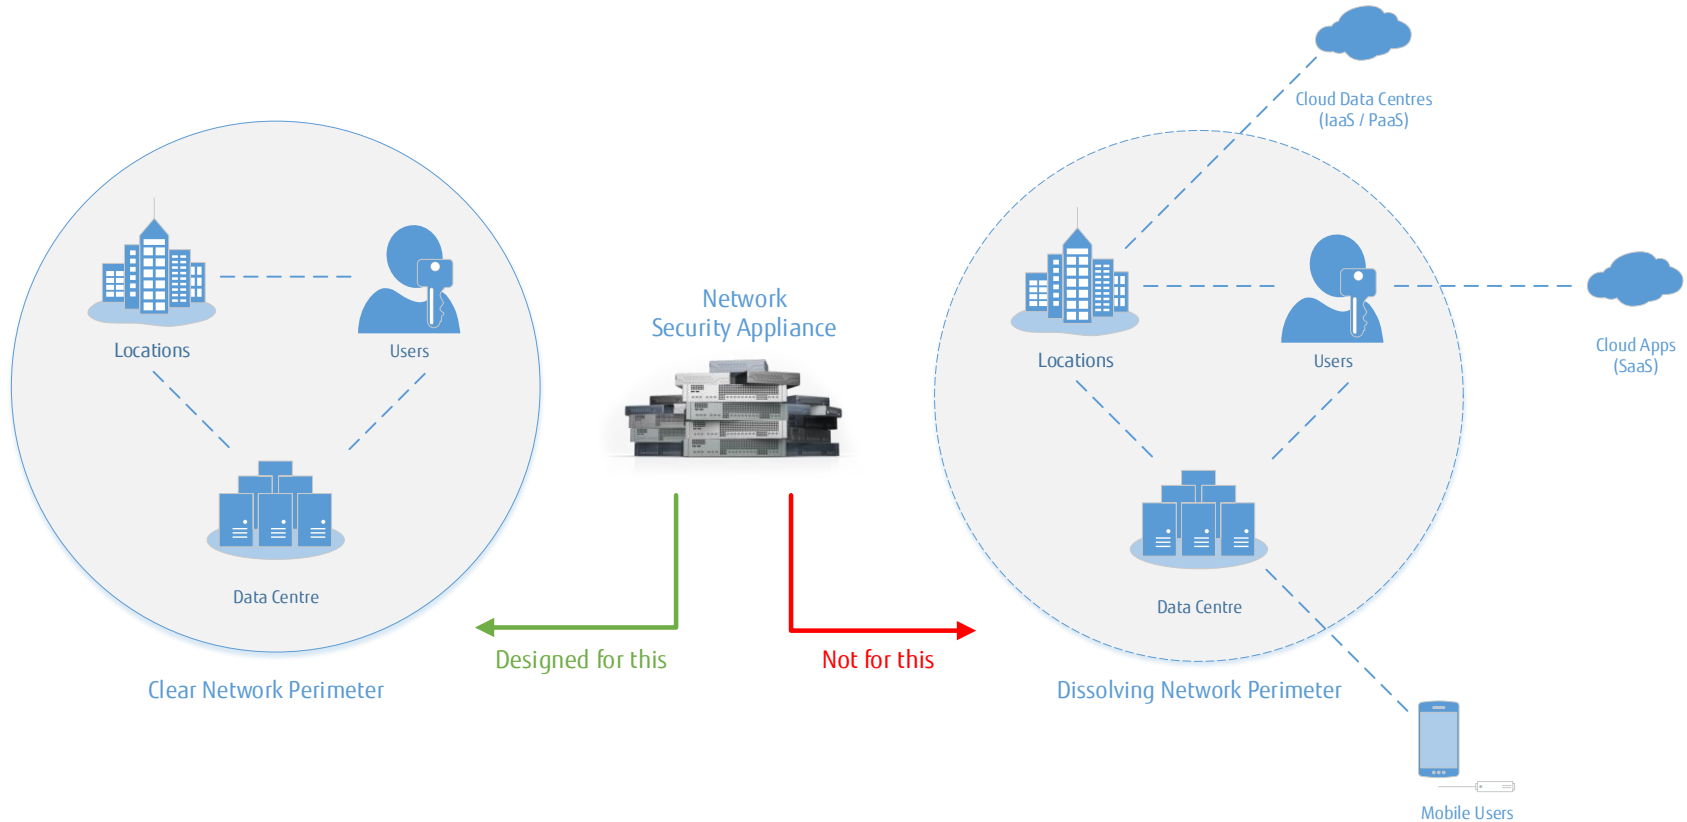 Cloud Data Centres
(IaaS / PaaS)
Network
Security Appliance
Locations
Users
Locations
Users
Cloud Apps
(SaaS)
Data Centre
Data Centre
Designed for this
Not for this
Clear Network Perimeter
Dissolving Network Perimeter
Mobile Users